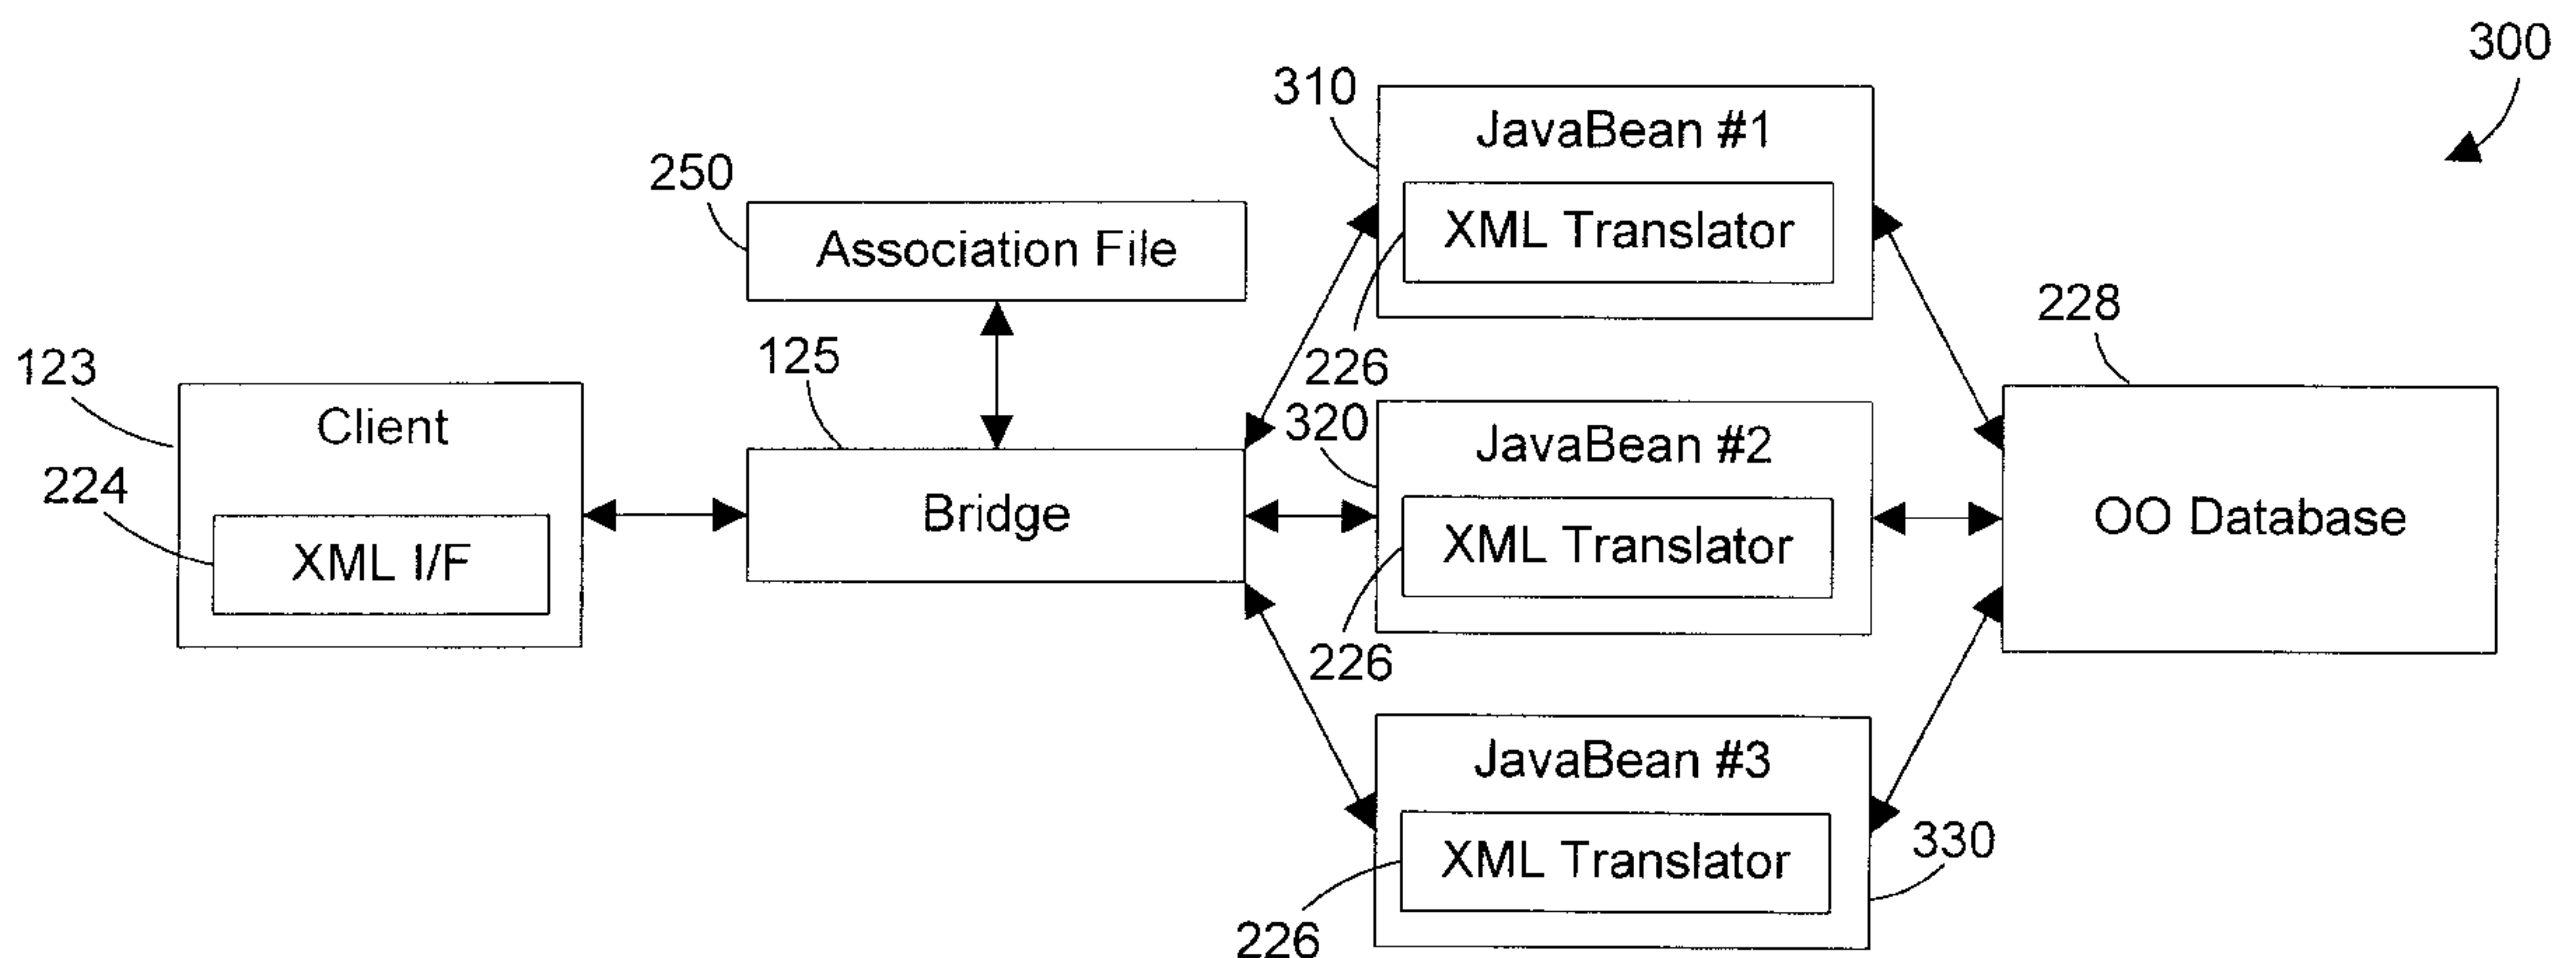 300
310
JavaBean #1
250
XML Translator
Association File
228
123
125
226
Client
320
JavaBean #2
224
Bridge
OO Database
XML I/F
XML Translator
226
JavaBean #3
330
XML Translator
226